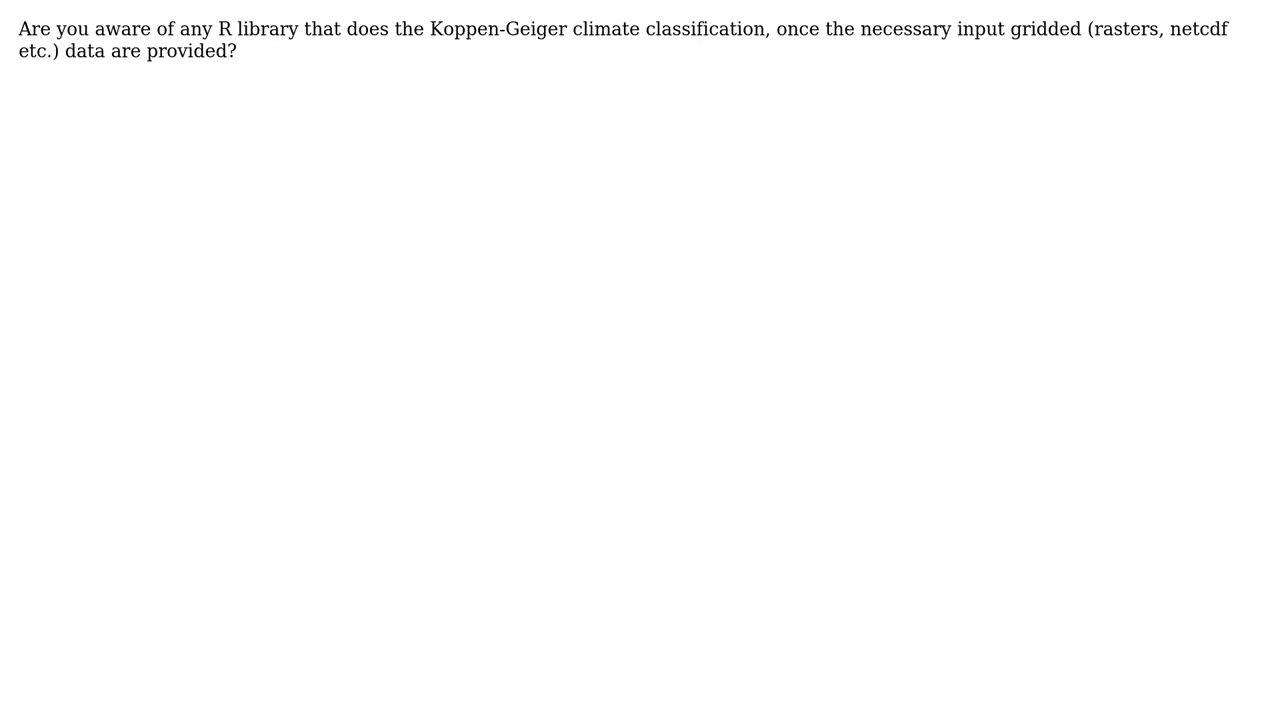 Are you aware of any R library that does the Koppen-Geiger climate classification, once the necessary input gridded (rasters, netcdf
etc.) data are provided?